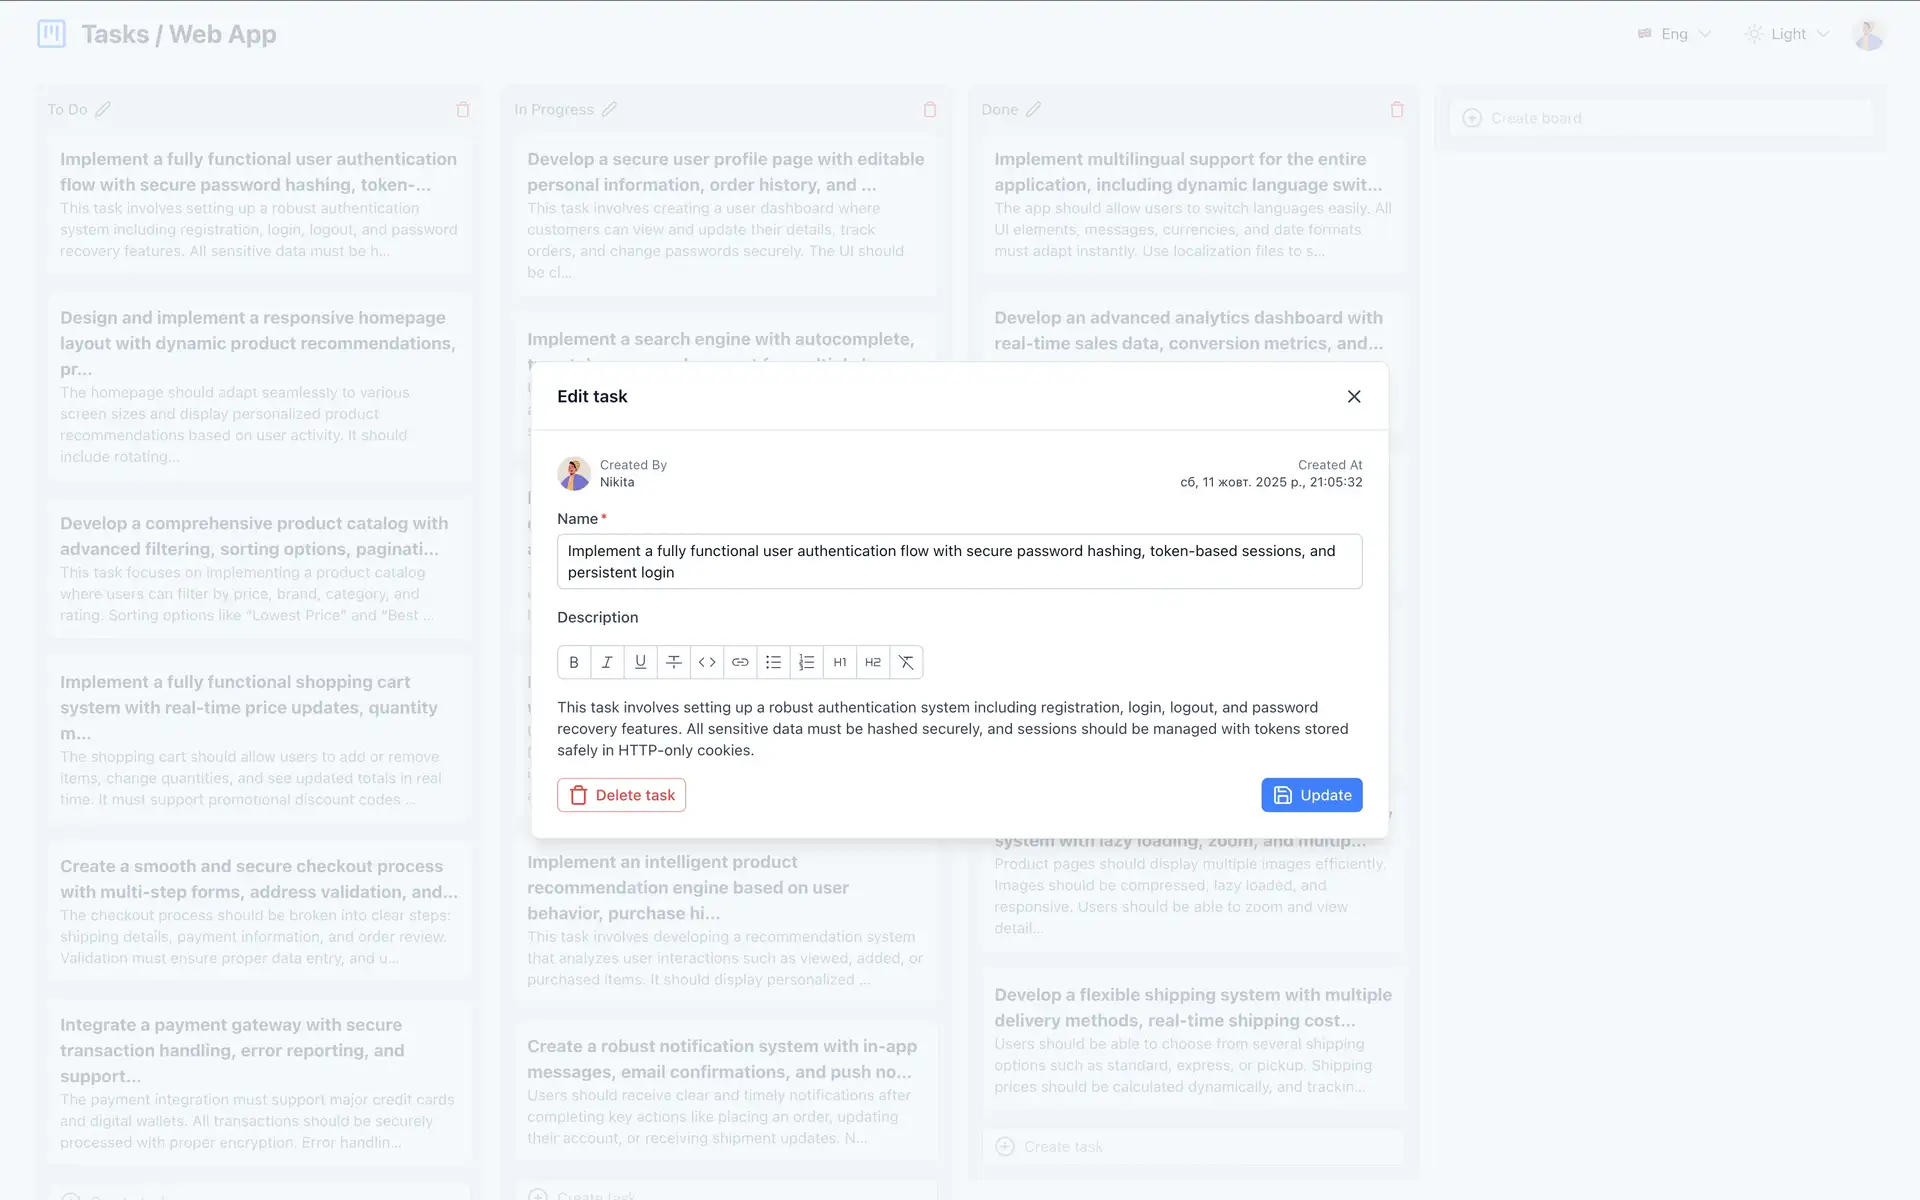 Tasks / Web App
Eng
Light
To Do
Implement a fully functional user authentication
flow with secure password hashing, token-...
This task involves setting up a robust authentication
system including registration, login, logout, and password
recovery features. All sensitive data must be h...
Design and implement a responsive homepage
layout with dynamic product recommendations,
pr...
The homepage should adapt seamlessly to various
screen sizes and display personalized product
recommendations based on user activity. It should
include rotating...
Develop a comprehensive product catalog with
advanced filtering, sorting options, paginati...
This task focuses on implementing a product catalog
where users can filter by price, brand, category, and
rating. Sorting options like “Lowest Price” and “Best ...
Implement a fully functional shopping cart
system with real-time price updates, quantity
m...
The shopping cart should allow users to add or remove
items, change quantities, and see updated totals in real
time. It must support promotional discount codes ...
Create a smooth and secure checkout process
with multi-step forms, address validation, and...
The checkout process should be broken into clear steps:
shipping details, payment information, and order review.
Validation must ensure proper data entry, and u...
Integrate a payment gateway with secure
transaction handling, error reporting, and
support...
The payment integration must support major credit cards
and digital wallets. All transactions should be securely
processed with proper encryption. Error handlin...
In Progress
Develop a secure user profile page with editable
personal information, order history, and ...
This task involves creating a user dashboard where
customers can view and update their details, track
orders, and change passwords securely. The UI should
be cl...
Implement a search engine with autocomplete,
Implement an intelligent product
recommendation engine based on user
behavior, purchase hi...
This task involves developing a recommendation system
that analyzes user interactions such as viewed, added, or
purchased items. It should display personalized ...
Create a robust notification system with in-app
messages, email confirmations, and push no...
Users should receive clear and timely notifications after
completing key actions like placing an order, updating
their account, or receiving shipment updates. N...
Create task
Done
Implement multilingual support for the entire
application, including dynamic language swit...
The app should allow users to switch languages easily. All
UI elements, messages, currencies, and date formats
must adapt instantly. Use localization files to s...
Develop an advanced analytics dashboard with
real-time sales data, conversion metrics, and...
system with lazy loading, zoom, and multip...
Product pages should display multiple images efficiently.
Images should be compressed, lazy loaded, and
responsive. Users should be able to zoom and view
detail...
Develop a flexible shipping system with multiple
delivery methods, real-time shipping cost...
Users should be able to choose from several shipping
options such as standard, express, or pickup. Shipping
prices should be calculated dynamically, and trackin...
Create task
Create board
Edit task
Created By
Nikita
Created At
сб, 11 жовт. 2025 р., 21:05:32
Name *
Implement a fully functional user authentication flow with secure password hashing, token-based sessions, and
persistent login
Description
B I U H1 H2
This task involves setting up a robust authentication system including registration, login, logout, and password
recovery features. All sensitive data must be hashed securely, and sessions should be managed with tokens stored
safely in HTTP-only cookies.
Delete task
Update